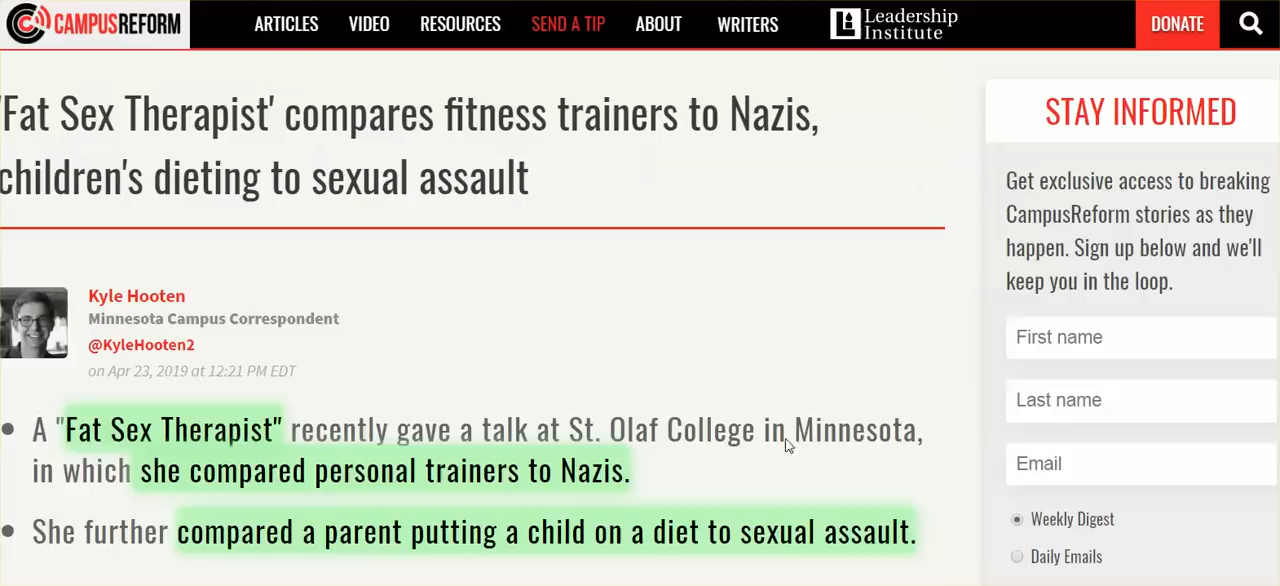 CAMPUSREFORM ARTICLES VIDEO RESOURCES SEND A TIP ABOUT WRITERS Leadership Institute DONATE
'Fat Sex Therapist' compares fitness trainers to Nazis,
children's dieting to sexual assault
Kyle Hooten
Minnesota Campus Correspondent
@KyleHooten2
on Apr 23, 2019 at 12:21 PM EDT
• A "Fat Sex Therapist" recently gave a talk at St. Olaf College in Minnesota,
in which she compared personal trainers to Nazis.
• She further compared a parent putting a child on a diet to sexual assault.
STAY INFORMED
Get exclusive access to breaking
CampusReform stories as they
happen. Sign up below and we'll
keep you in the loop.
First name
Last name
Email
Weekly Digest
Daily Emails